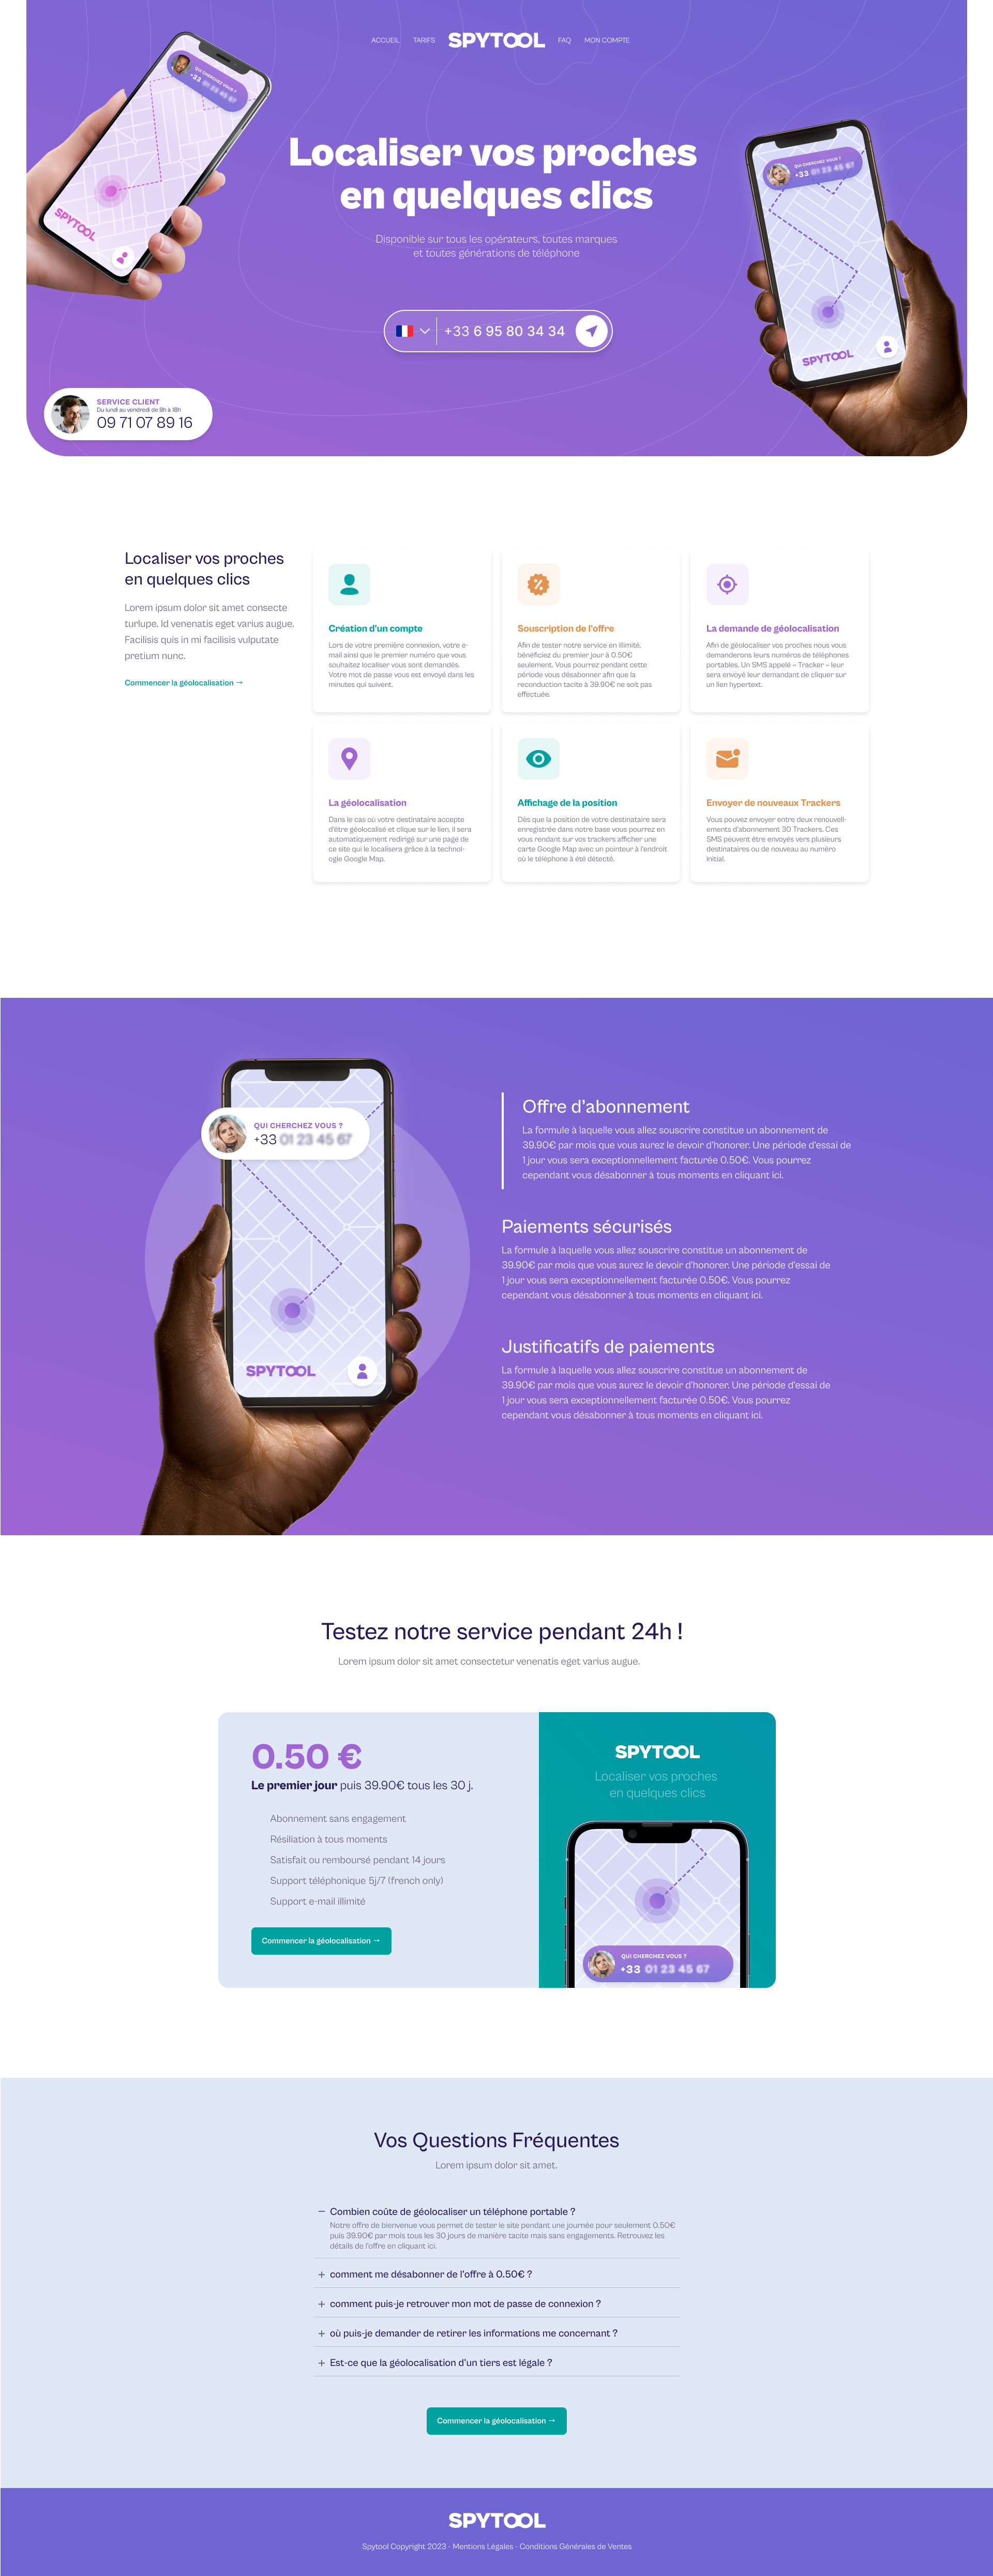 ACCUEIL TARIFS SPYTOOL FAQ MON COMPTE
QUI CHERCHEZ VOUS ?
+33 01 23 45 67
SPYTOOL
Localiser vos proches
en quelques clics
Disponible sur tous les opérateurs, toutes marques
et toutes générations de téléphone
+33 6 95 80 34 34
QUI CHERCHEZ VOUS ?
+33 01 23 45 67
SPYTOOL
SERVICE CLIENT
Du lundi au vendredi de 9h à 18h
09 71 07 89 16
Localiser vos proches
en quelques clics
Lorem ipsum dolor sit amet consecte
turlupe. Id venenatis eget varius augue.
Facilisis quis in mi facilisis vulputate
pretium nunc.
Commencer la géolocalisation →
Création d'un compte
Lors de votre première connexion, votre e-
mail ainsi que le premier numéro que vous
souhaitez localiser vous sont demandés.
Votre mot de passe vous est envoyé dans les
minutes qui suivent.
Souscription de l'offre
Afin de tester notre service en illimité,
bénéficiez du premier jour à 0.50€
seulement. Vous pourrez pendant cette
période vous désabonner afin que la
reconduction tacite à 39.90€ ne soit pas
effectuée.
La demande de géolocalisation
Afin de géolocaliser vos proches nous vous
demanderons leurs numéros de téléphones
portables. Un SMS appelé « Tracker » leur
sera envoyé leur demandant de cliquer sur
un lien hypertext.
La géolocalisation
Dans le cas où votre destinataire accepte
d'être géolocalisé et clique sur le lien, il sera
automatiquement redirigé sur une page de
ce site qui le localisera grâce à la technol-
ogie Google Map.
Affichage de la position
Dès que la position de votre destinataire sera
enregistrée dans notre base vous pourrez en
vous rendant sur vos trackers afficher une
carte Google Map avec un pointeur à l'endroit
où le téléphone à été détecté.
Envoyer de nouveaux Trackers
Vous pouvez envoyer entre deux renouvell-
ements d'abonnement 30 Trackers. Ces
SMS peuvent être envoyés vers plusieurs
destinataires ou de nouveau au numéro
initial.
QUI CHERCHEZ VOUS ?
+33 01 23 45 67
SPYTOOL
Offre d'abonnement
La formule à laquelle vous allez souscrire constitue un abonnement de
39.90€ par mois que vous aurez le devoir d'honorer. Une période d'essai de
1 jour vous sera exceptionnellement facturée 0.50€. Vous pourrez
cependant vous désabonner à tous moments en cliquant ici.
Paiements sécurisés
La formule à laquelle vous allez souscrire constitue un abonnement de
39.90€ par mois que vous aurez le devoir d'honorer. Une période d'essai de
1 jour vous sera exceptionnellement facturée 0.50€. Vous pourrez
cependant vous désabonner à tous moments en cliquant ici.
Justificatifs de paiements
La formule à laquelle vous allez souscrire constitue un abonnement de
39.90€ par mois que vous aurez le devoir d'honorer. Une période d'essai de
1 jour vous sera exceptionnellement facturée 0.50€. Vous pourrez
cependant vous désabonner à tous moments en cliquant ici.
Testez notre service pendant 24h !
Lorem ipsum dolor sit amet consectetur venenatis eget varius augue.
0.50 €
Le premier jour puis 39.90€ tous les 30 j.
Abonnement sans engagement
Résiliation à tous moments
Satisfait ou remboursé pendant 14 jours
Support téléphonique 5j/7 (french only)
Support e-mail illimité
Commencer la géolocalisation →
SPYTOOL
Localiser vos proches
en quelques clics
QUI CHERCHEZ VOUS ?
+33 01 23 45 67
Vos Questions Fréquentes
Lorem ipsum dolor sit amet.
− Combien coûte de géolocaliser un téléphone portable ?
Notre offre de bienvenue vous permet de tester le site pendant une journée pour seulement 0.50€
puis 39.90€ par mois tous les 30 jours de manière tacite mais sans engagements. Retrouvez les
détails de l'offre en cliquant ici.
+ comment me désabonner de l'offre à 0.50€ ?
+ comment puis-je retrouver mon mot de passe de connexion ?
+ où puis-je demander de retirer les informations me concernant ?
+ Est-ce que la géolocalisation d'un tiers est légale ?
Commencer la géolocalisation →
SPYTOOL
Spytool Copyright 2023 - Mentions Légales - Conditions Générales de Ventes